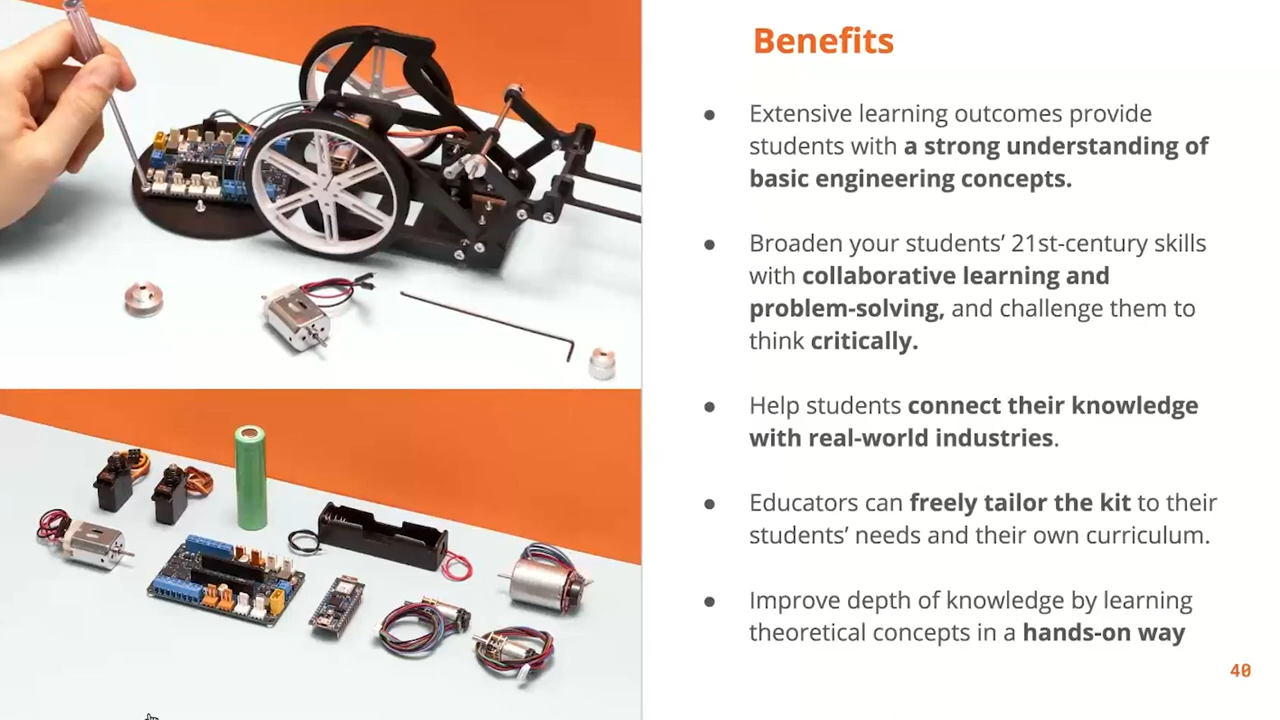 Benefits
● Extensive learning outcomes provide
students with a strong understanding of
basic engineering concepts.
● Broaden your students’ 21st-century skills
with collaborative learning and
problem-solving, and challenge them to
think critically.
● Help students connect their knowledge
with real-world industries.
● Educators can freely tailor the kit to their
students’ needs and their own curriculum.
● Improve depth of knowledge by learning
theoretical concepts in a hands-on way
40